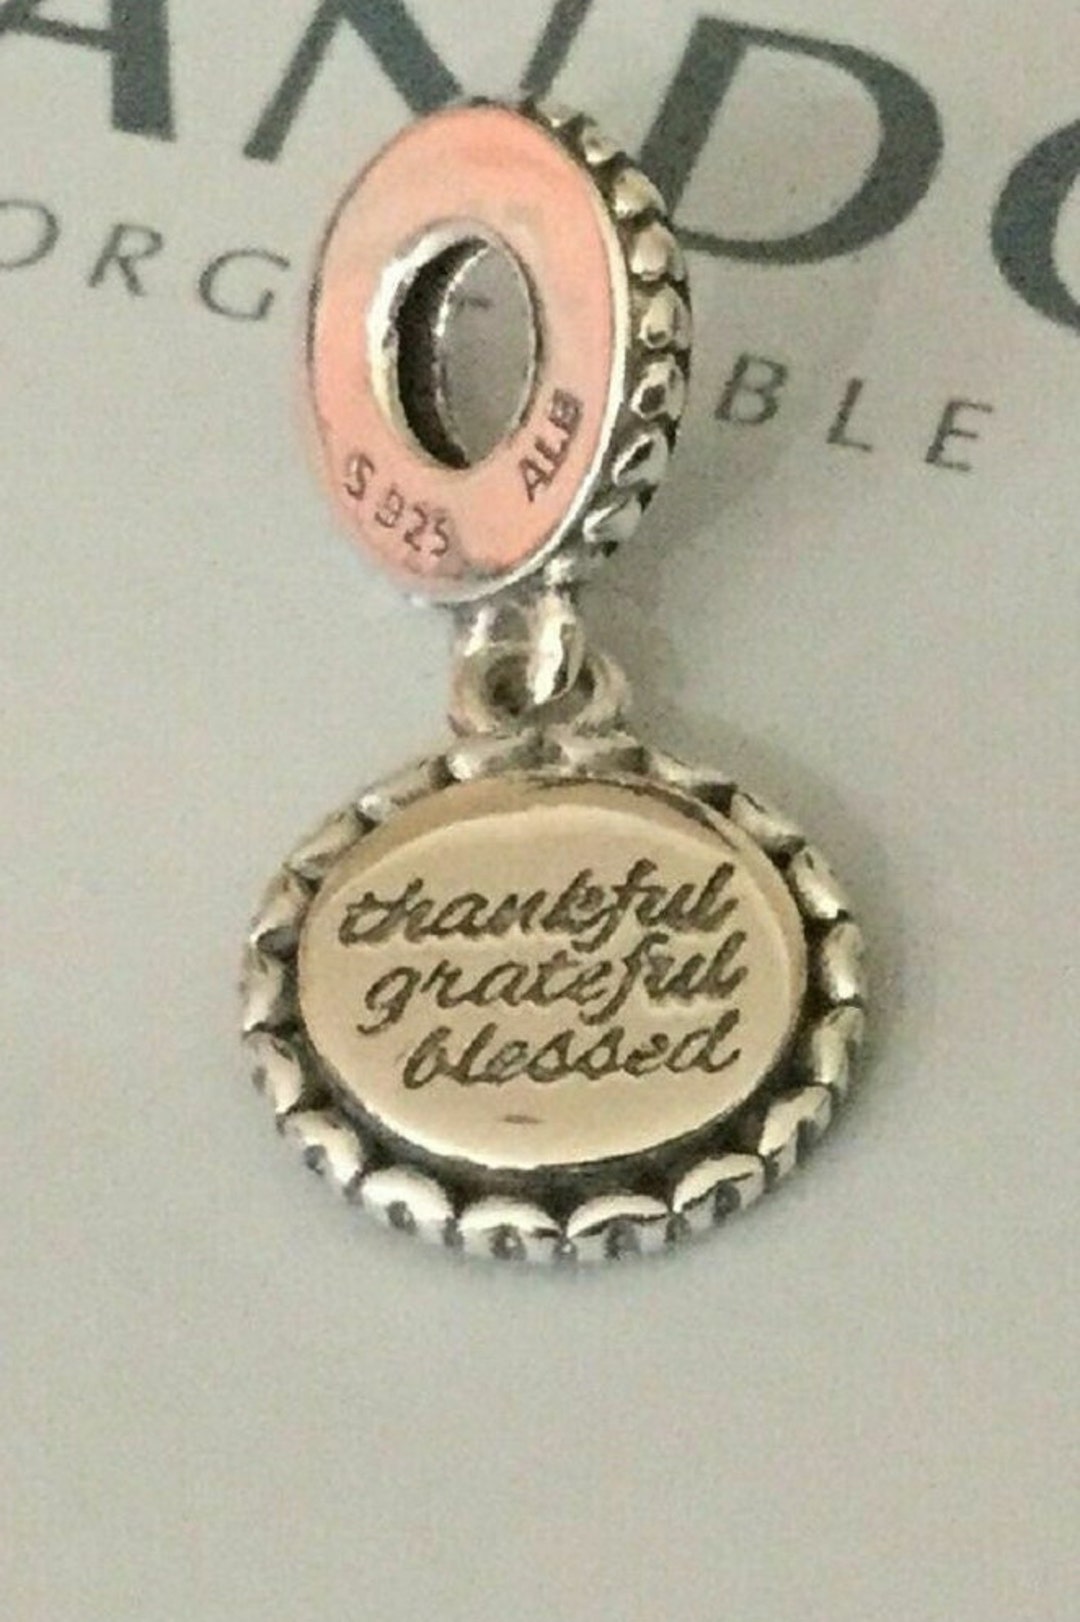 ANDO
ORG
BLE
S 925 ALE
thankful
grateful
blessed